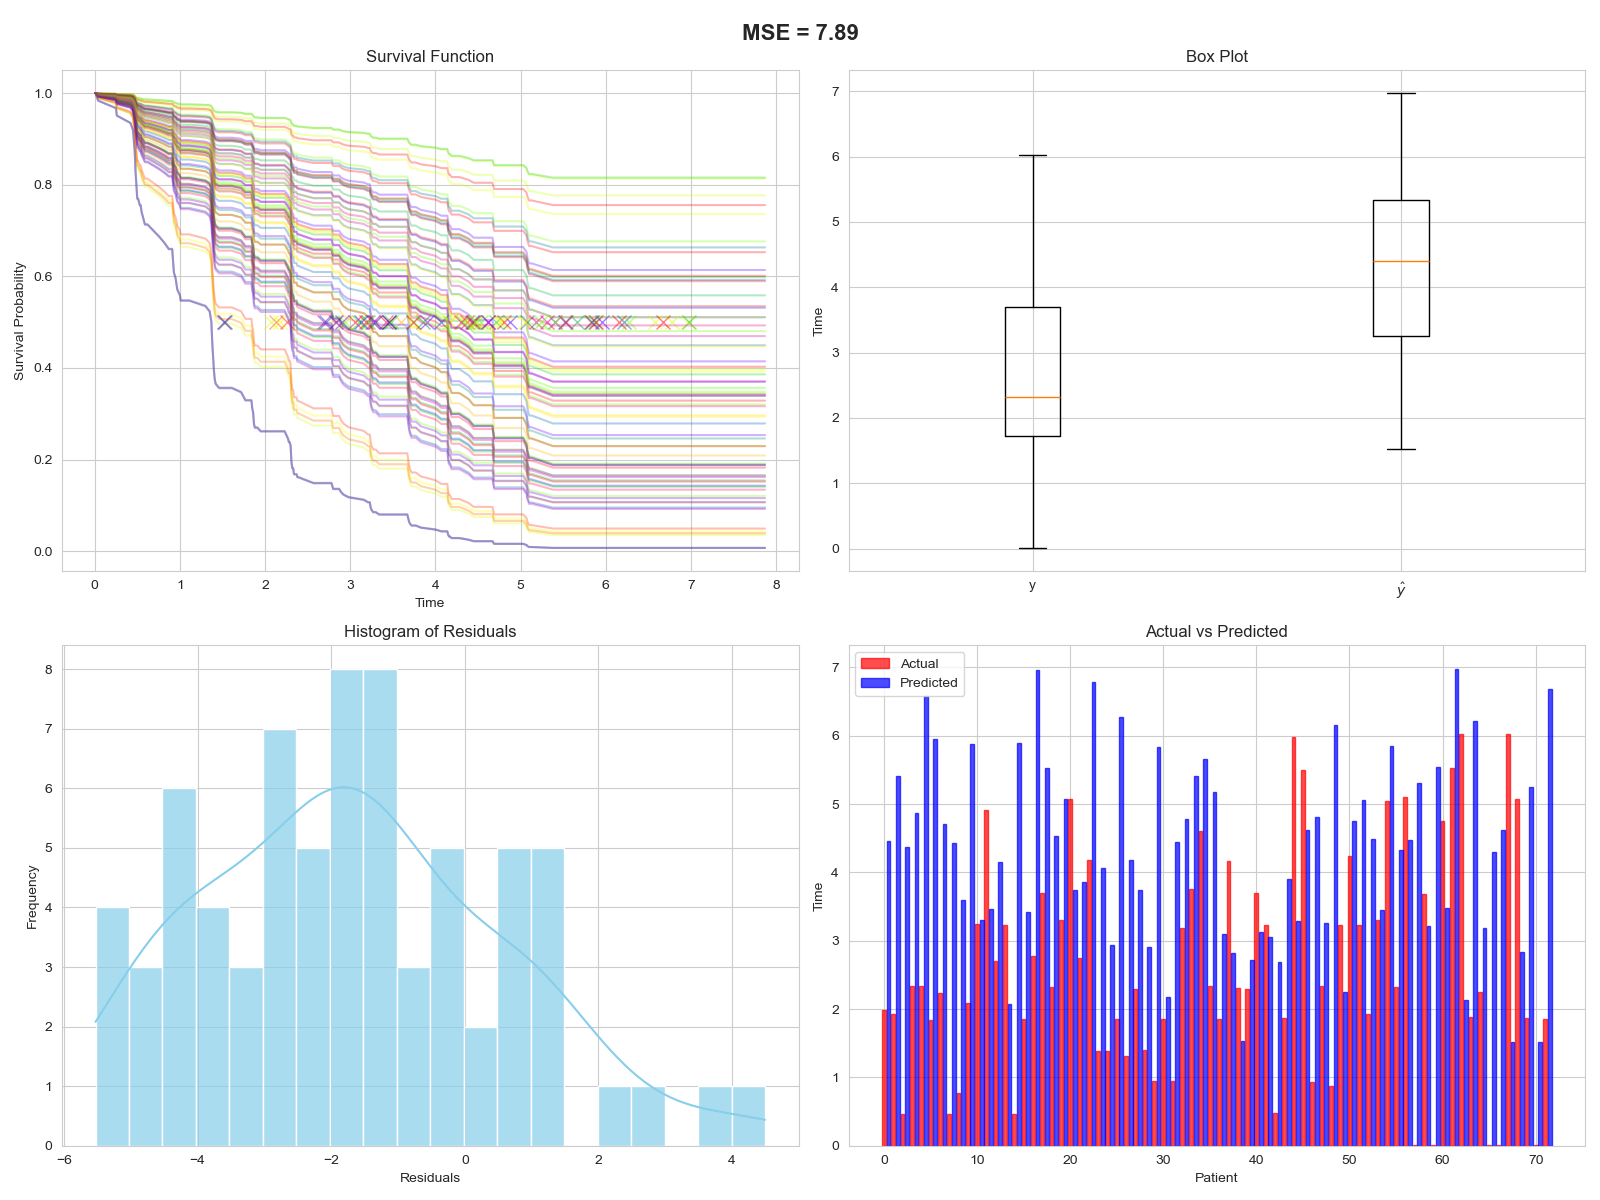 MSE = 7.89
Survival Function
1.0
0.8
0.6
0.4
0.2
0.0
Survival Probability
0 1 2 3 4 5 6 7 8
Time
Box Plot
7
6
5
4
3
2
1
0
Time
y ŷ
Histogram of Residuals
8
7
6
5
4
3
2
1
0
Frequency
−6 −4 −2 0 2 4
Residuals
Actual vs Predicted
Actual
Predicted
7
6
5
4
3
2
1
0
Time
0 10 20 30 40 50 60 70
Patient